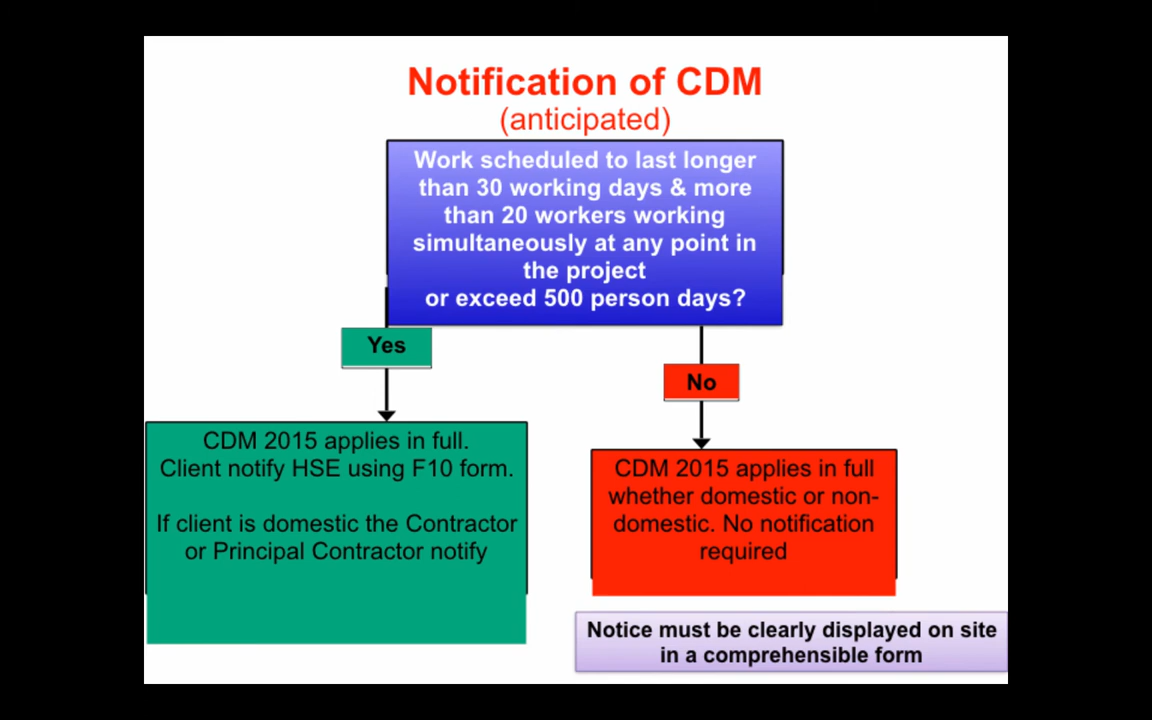 Notification of CDM
(anticipated)
Work scheduled to last longer
than 30 working days & more
than 20 workers working
simultaneously at any point in
the project
or exceed 500 person days?
Yes
No
CDM 2015 applies in full.
Client notify HSE using F10 form.
If client is domestic the Contractor
or Principal Contractor notify
CDM 2015 applies in full
whether domestic or non-
domestic. No notification
required
Notice must be clearly displayed on site
in a comprehensible form